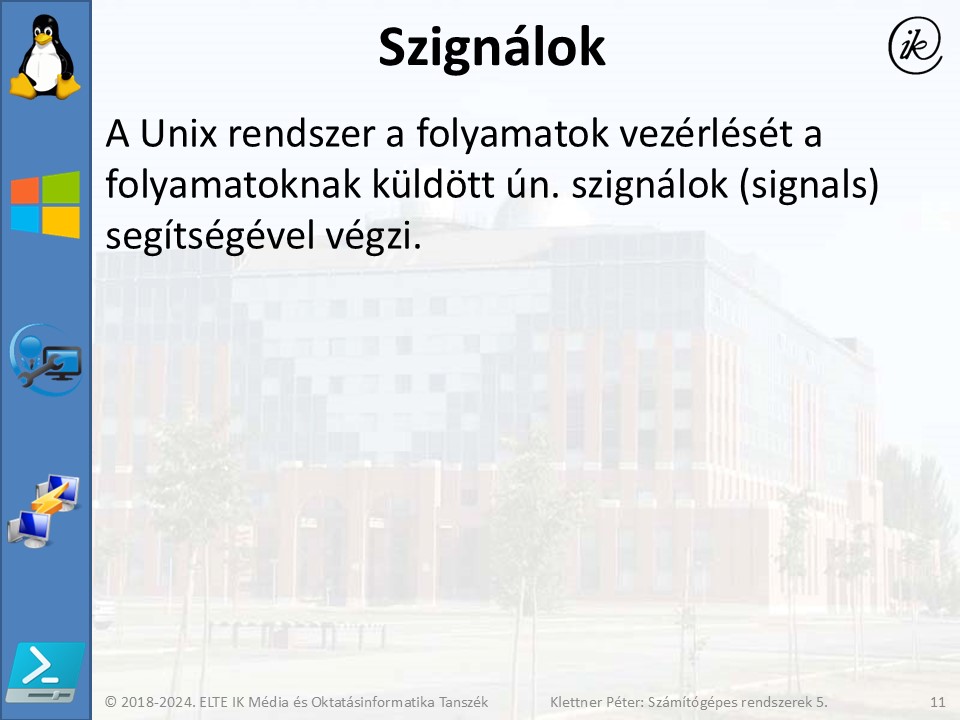 Szignálok
ik
A Unix rendszer a folyamatok vezérlését a
folyamatoknak küldött ún. szignálok (signals)
segítségével végzi.
© 2018-2024. ELTE IK Média és Oktatásinformatika Tanszék Klettner Péter: Számítógépes rendszerek 5. 11